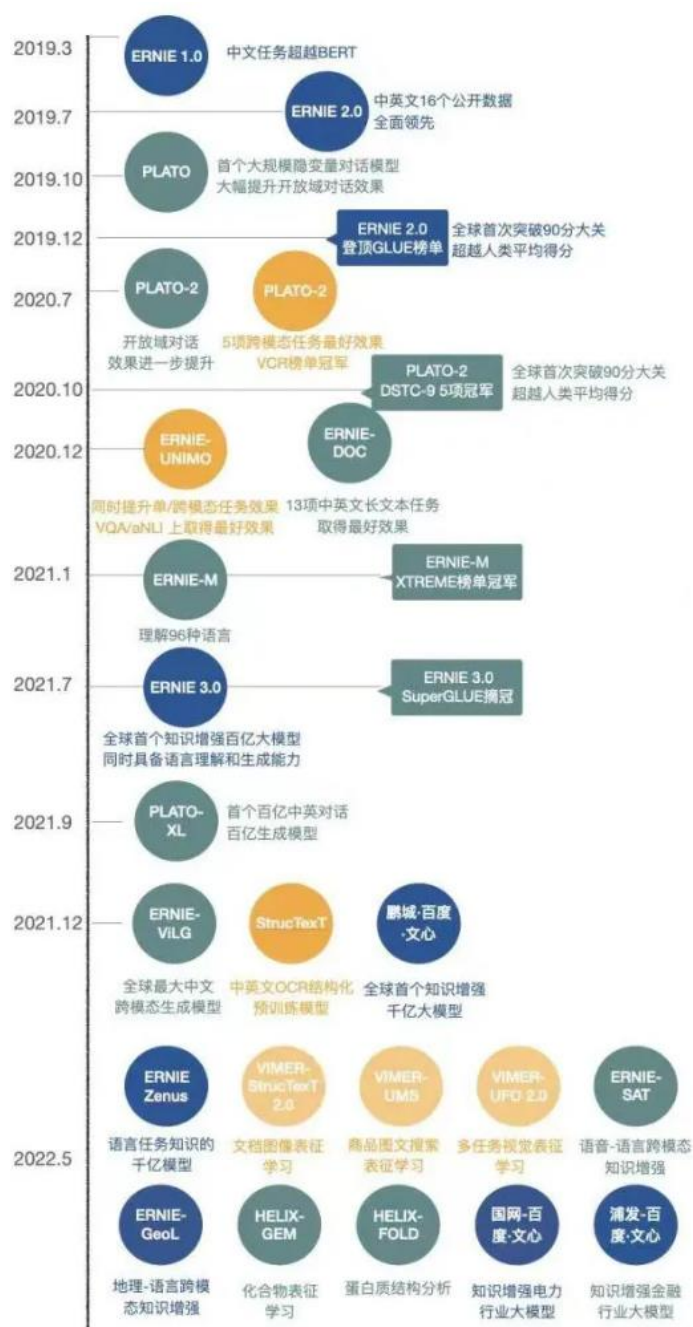 2019.3
ERNIE 1.0
中文任务超越BERT
2019.7
ERNIE 2.0
中英文16个公开数据
全面领先
2019.10
PLATO
首个大规模隐变量对话模型
大幅提升开放域对话效果
2019.12
ERNIE 2.0
登顶GLUE榜单
全球首次突破90分大关
超越人类平均得分
2020.7
PLATO-2
开放域对话
效果进一步提升
PLATO-2
5项跨模态任务最好效果
VCR榜单冠军
2020.10
PLATO-2
DSTC-9 5项冠军
全球首次突破90分大关
超越人类平均得分
2020.12
ERNIE-
UNIMO
同时提升单/跨模态任务效果
VQA/aNLI 上取得最好效果
ERNIE-
DOC
13项中英文长文本任务
取得最好效果
2021.1
ERNIE-M
理解96种语言
ERNIE-M
XTREME榜单冠军
2021.7
ERNIE 3.0
全球首个知识增强百亿大模型
同时具备语言理解和生成能力
ERNIE 3.0
SuperGLUE摘冠
2021.9
PLATO-
XL
首个百亿中英对话
百亿生成模型
2021.12
ERNIE-
ViLG
全球最大中文
跨模态生成模型
StrucTexT
中英文OCR结构化
预训练模型
鹏城·百度
·文心
全球首个知识增强
千亿大模型
2022.5
ERNIE
Zenus
语言任务知识的
千亿模型
VIMER-
StrucTexT
2.0
文档图像表征
学习
VIMER-
UMS
商品图文搜索
表征学习
VIMER-
UFO 2.0
多任务视觉表征
学习
ERNIE-
SAT
语音-语言跨模态
知识增强
ERNIE-
GeoL
地理-语言跨模
态知识增强
HELIX-
GEM
化合物表征
学习
HELIX-
FOLD
蛋白质结构分析
国网-百
度·文心
知识增强电力
行业大模型
浦发-百
度·文心
知识增强金融
行业大模型